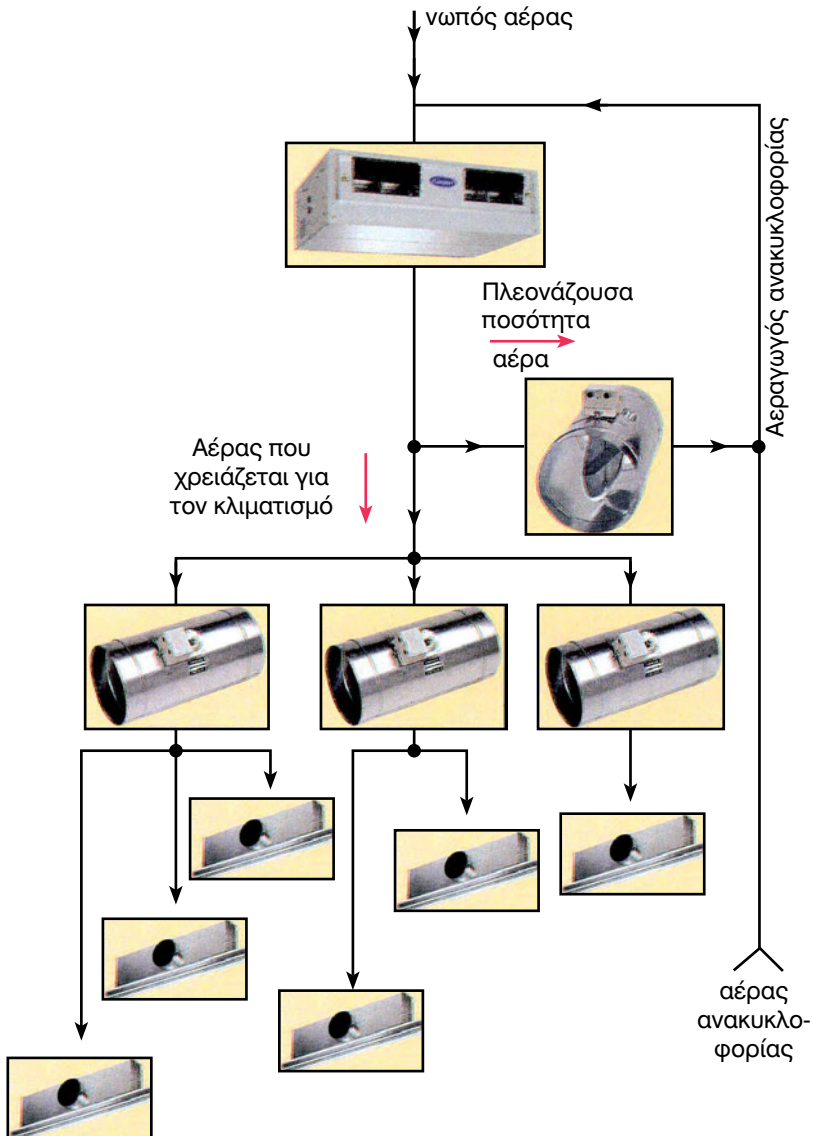 νωπός αέρας
Αεραγωγός ανακυκλοφορίας
Πλεονάζουσα
ποσότητα
αέρα
Αέρας που
χρειάζεται για
τον κλιματισμό
αέρας
ανακυκλο-
φορίας